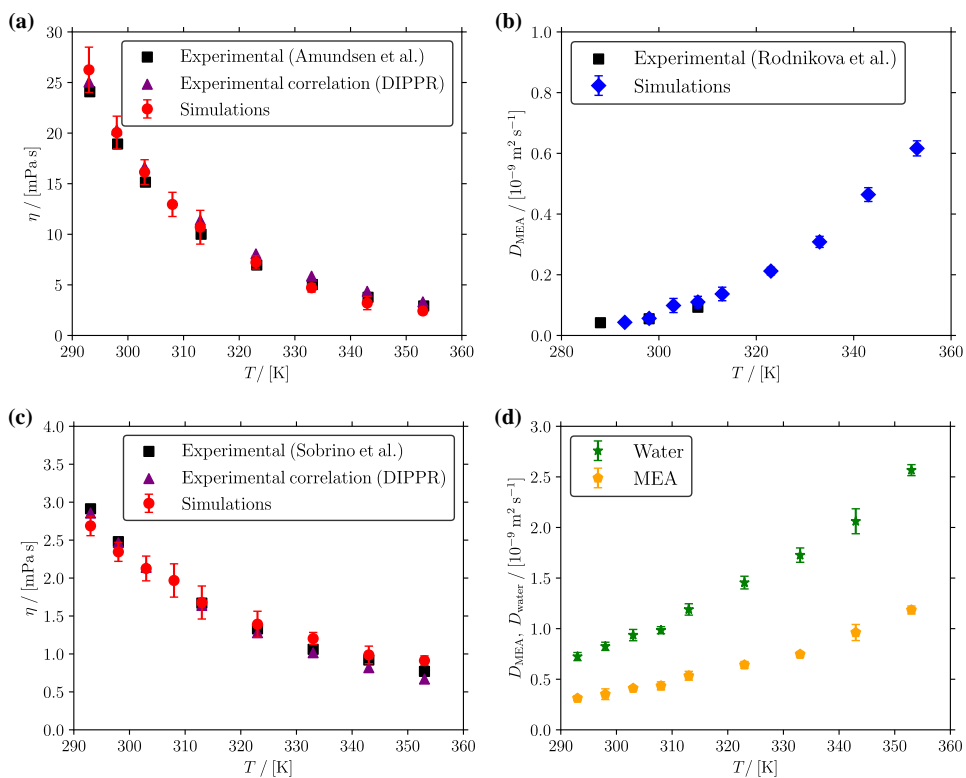 (a)
30
25
20
15
10
5
0
η / [mPa s]
Experimental (Amundsen et al.)
Experimental correlation (DIPPR)
Simulations
290 300 310 320 330 340 350 360
T / [K]
(b)
1.0
0.8
0.6
0.4
0.2
0.0
D_MEA / [10⁻⁹ m² s⁻¹]
Experimental (Rodnikova et al.)
Simulations
280 300 320 340 360
T / [K]
(c)
4.0
3.5
3.0
2.5
2.0
1.5
1.0
0.5
0.0
η / [mPa s]
Experimental (Sobrino et al.)
Experimental correlation (DIPPR)
Simulations
290 300 310 320 330 340 350 360
T / [K]
(d)
3.0
2.5
2.0
1.5
1.0
0.5
0.0
D_MEA, D_water / [10⁻⁹ m² s⁻¹]
Water
MEA
290 300 310 320 330 340 350 360
T / [K]